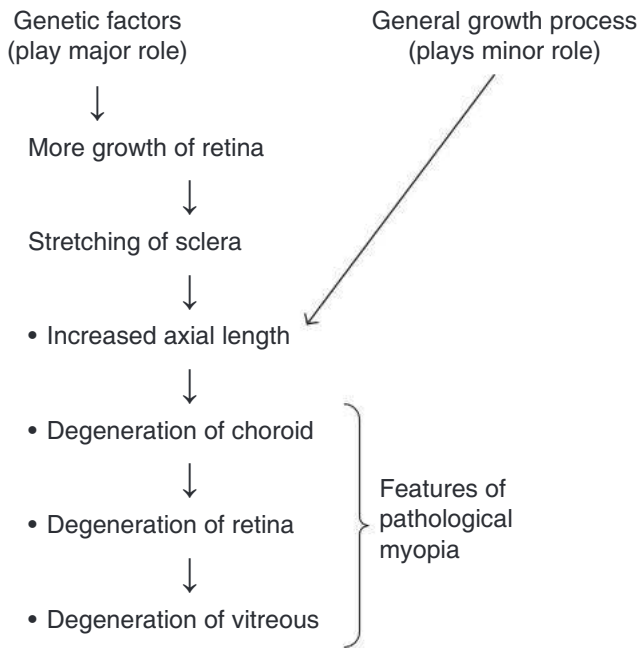 Genetic factors
(play major role)
General growth process
(plays minor role)
More growth of retina
Stretching of sclera
• Increased axial length
• Degeneration of choroid
• Degeneration of retina
• Degeneration of vitreous
Features of
pathological
myopia